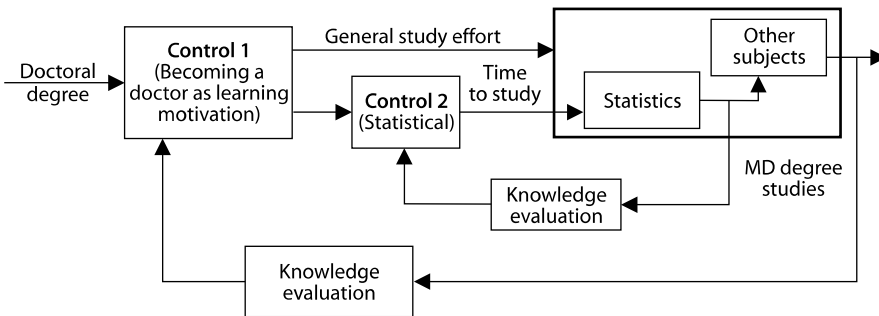 Doctoral
degree
Control 1
(Becoming a
doctor as learning
motivation)
General study effort
Control 2
(Statistical)
Time
to study
Statistics
Other
subjects
MD degree
studies
Knowledge
evaluation
Knowledge
evaluation